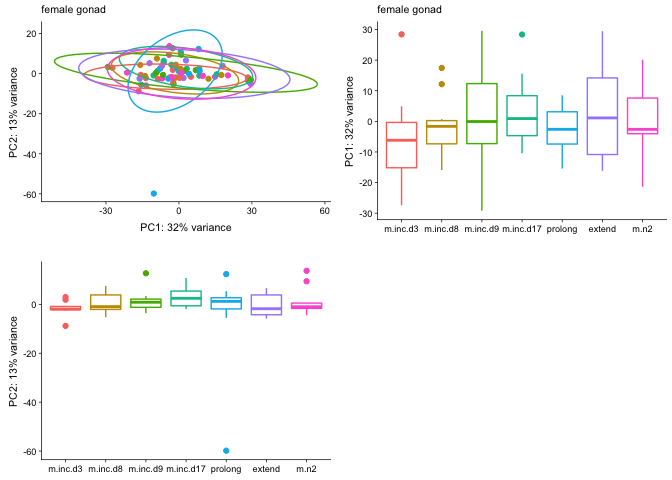 female gonad
20
0
-20
-40
-60
PC2: 13% variance
-30
0
30
60
PC1: 32% variance
female gonad
30
20
10
0
-10
-20
-30
PC1: 32% variance
m.inc.d3 m.inc.d8 m.inc.d9 m.inc.d17 prolong extend m.n2
0
-20
-40
-60
PC2: 13% variance
m.inc.d3 m.inc.d8 m.inc.d9 m.inc.d17 prolong extend m.n2